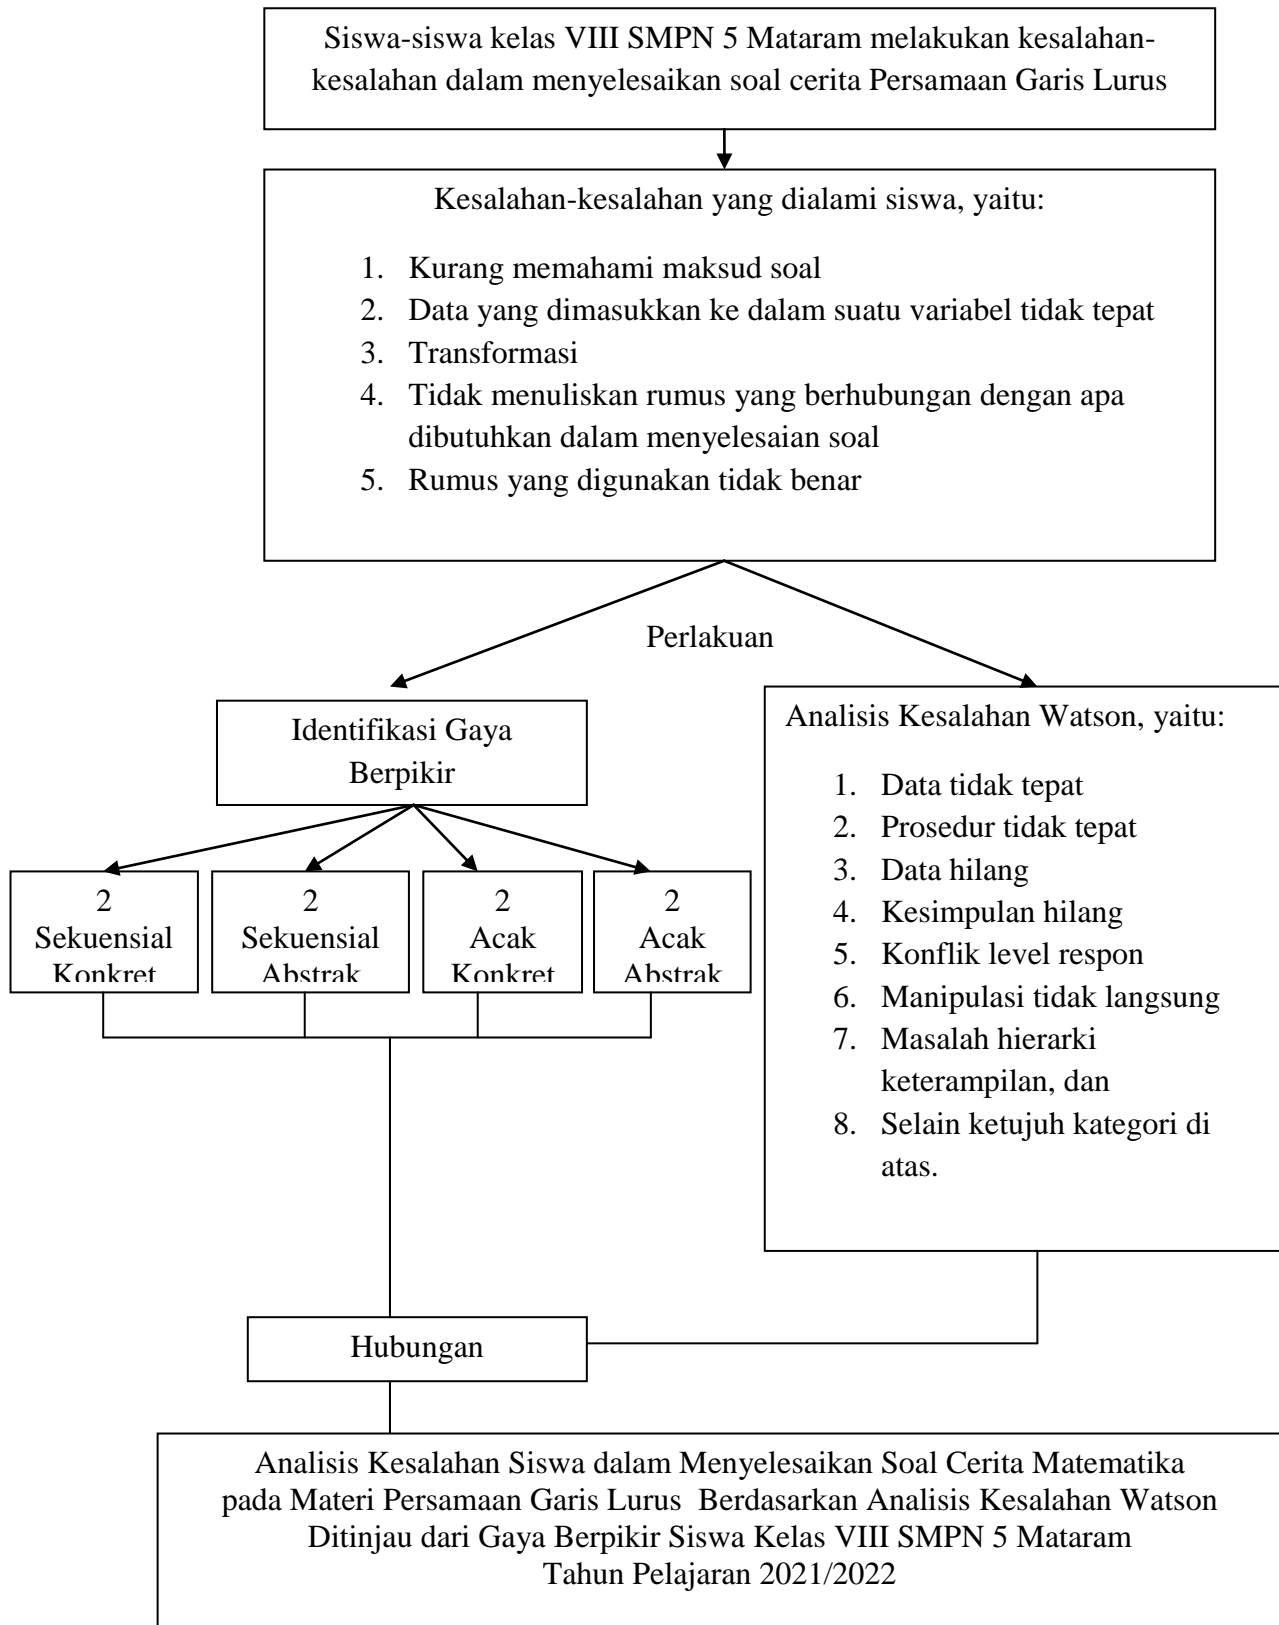 Siswa-siswa kelas VIII SMPN 5 Mataram melakukan kesalahan-
kesalahan dalam menyelesaikan soal cerita Persamaan Garis Lurus
Kesalahan-kesalahan yang dialami siswa, yaitu:
1. Kurang memahami maksud soal
2. Data yang dimasukkan ke dalam suatu variabel tidak tepat
3. Transformasi
4. Tidak menuliskan rumus yang berhubungan dengan apa
dibutuhkan dalam menyelesaian soal
5. Rumus yang digunakan tidak benar
Perlakuan
Identifikasi Gaya
Berpikir
2
Sekuensial
Konkret
2
Sekuensial
Abstrak
2
Acak
Konkret
2
Acak
Abstrak
Analisis Kesalahan Watson, yaitu:
1. Data tidak tepat
2. Prosedur tidak tepat
3. Data hilang
4. Kesimpulan hilang
5. Konflik level respon
6. Manipulasi tidak langsung
7. Masalah hierarki
keterampilan, dan
8. Selain ketujuh kategori di
atas.
Hubungan
Analisis Kesalahan Siswa dalam Menyelesaikan Soal Cerita Matematika
pada Materi Persamaan Garis Lurus Berdasarkan Analisis Kesalahan Watson
Ditinjau dari Gaya Berpikir Siswa Kelas VIII SMPN 5 Mataram
Tahun Pelajaran 2021/2022